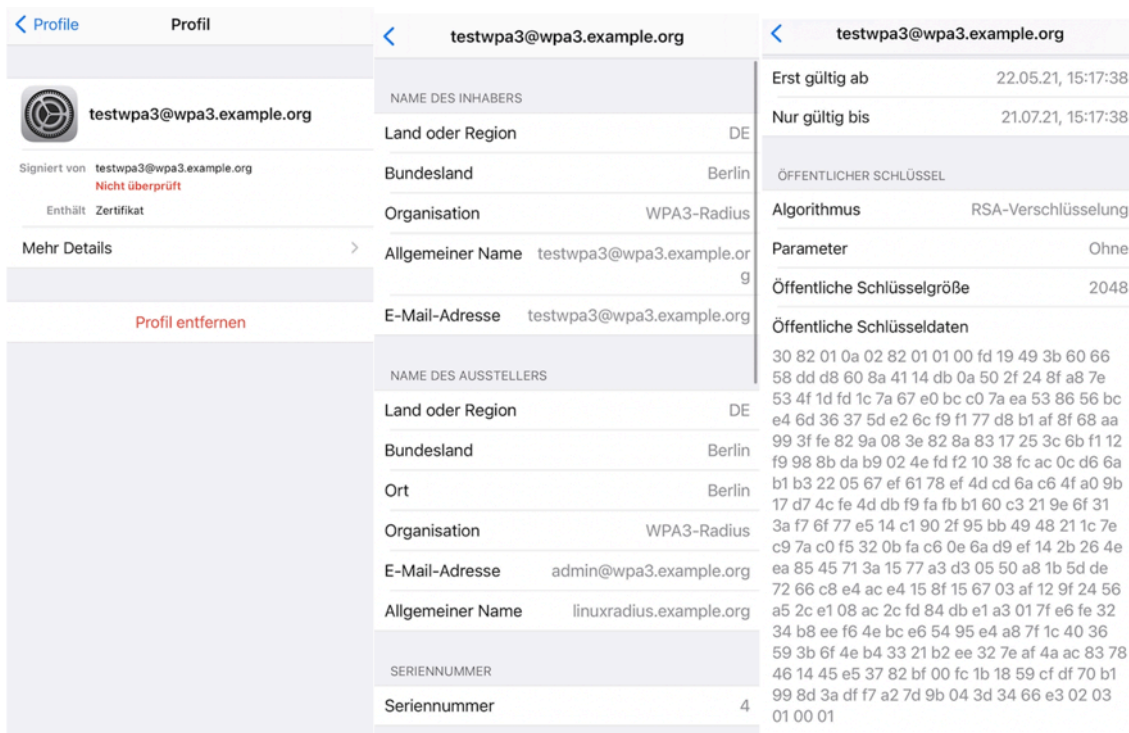 Profile
Profil
testwpa3@wpa3.example.org
Signiert von testwpa3@wpa3.example.org
Nicht überprüft
Enthält Zertifikat
Mehr Details
Profil entfernen
testwpa3@wpa3.example.org
NAME DES INHABERS
Land oder Region DE
Bundesland Berlin
Organisation WPA3-Radius
Allgemeiner Name testwpa3@wpa3.example.or
g
E-Mail-Adresse testwpa3@wpa3.example.org
NAME DES AUSSTELLERS
Land oder Region DE
Bundesland Berlin
Ort Berlin
Organisation WPA3-Radius
E-Mail-Adresse admin@wpa3.example.org
Allgemeiner Name linuxradius.example.org
SERIENNUMMER
Seriennummer 4
testwpa3@wpa3.example.org
Erst gültig ab 22.05.21, 15:17:38
Nur gültig bis 21.07.21, 15:17:38
ÖFFENTLICHER SCHLÜSSEL
Algorithmus RSA-Verschlüsselung
Parameter Ohne
Öffentliche Schlüsselgröße 2048
Öffentliche Schlüsseldaten
30 82 01 0a 02 82 01 01 00 fd 19 49 3b 60 66
58 dd d8 60 8a 41 14 db 0a 50 2f 24 8f a8 7e
53 4f 1d fd 1c 7a 67 e0 bc c0 7a ea 53 86 56 bc
e4 6d 36 37 5d e2 6c f9 f1 77 d8 b1 af 8f 68 aa
99 3f fe 82 9a 08 3e 82 8a 83 17 25 3c 6b f1 12
f9 98 8b da b9 02 4e fd f2 10 38 fc ac 0c d6 6a
b1 b3 22 05 67 ef 61 78 ef 4d cd 6a c6 4f a0 9b
17 d7 4c fe 4d db f9 fa fb b1 60 c3 21 9e 6f 31
3a f7 6f 77 e5 14 c1 90 2f 95 bb 49 48 21 1c 7e
c9 7a c0 f5 32 0b fa c6 0e 6a d9 ef 14 2b 26 4e
ea 85 45 71 3a 15 77 a3 d3 05 50 a8 1b 5d de
72 66 c8 e4 ac e4 15 8f 15 67 03 af 12 9f 24 56
a5 2c e1 08 ac 2c fd 84 db e1 a3 01 7f e6 fe 32
34 b8 ee f6 4e bc e6 54 95 e4 a8 7f 1c 40 36
59 3b 6f 4e b4 33 21 b2 ee 32 7e af 4a ac 83 78
46 14 45 e5 37 82 bf 00 fc 1b 18 59 cf df 70 b1
99 8d 3a df f7 a2 7d 9b 04 3d 34 66 e3 02 03
01 00 01